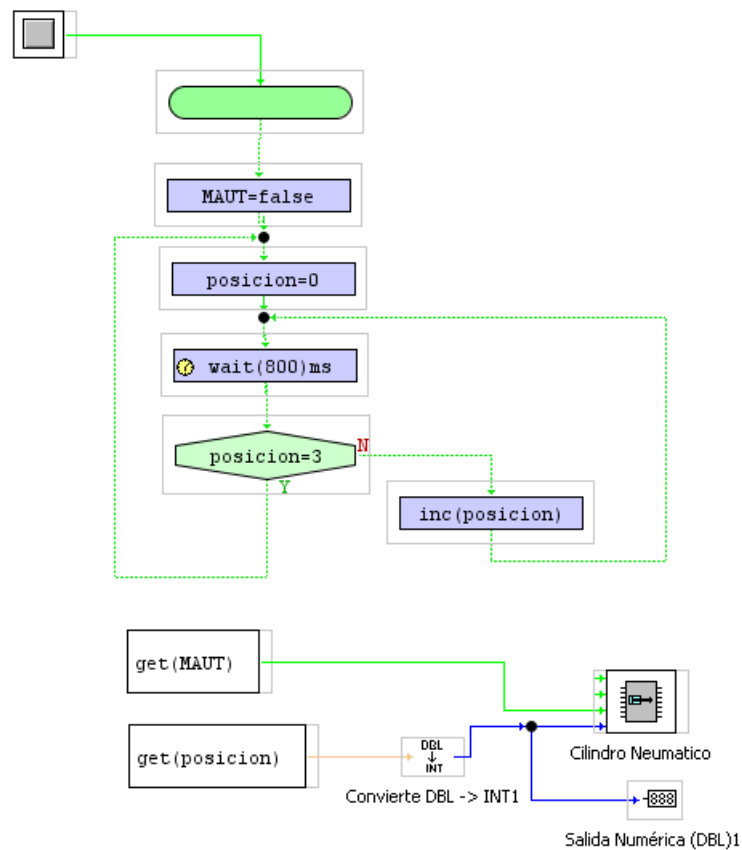 MAUT=false
posicion=0
wait(800)ms
posicion=3
N
Y
inc(posicion)
get(MAUT)
Cilindro Neumatico
get(posicion)
DBL
INT
Convierte DBL -> INT1
888
Salida Numérica (DBL)1